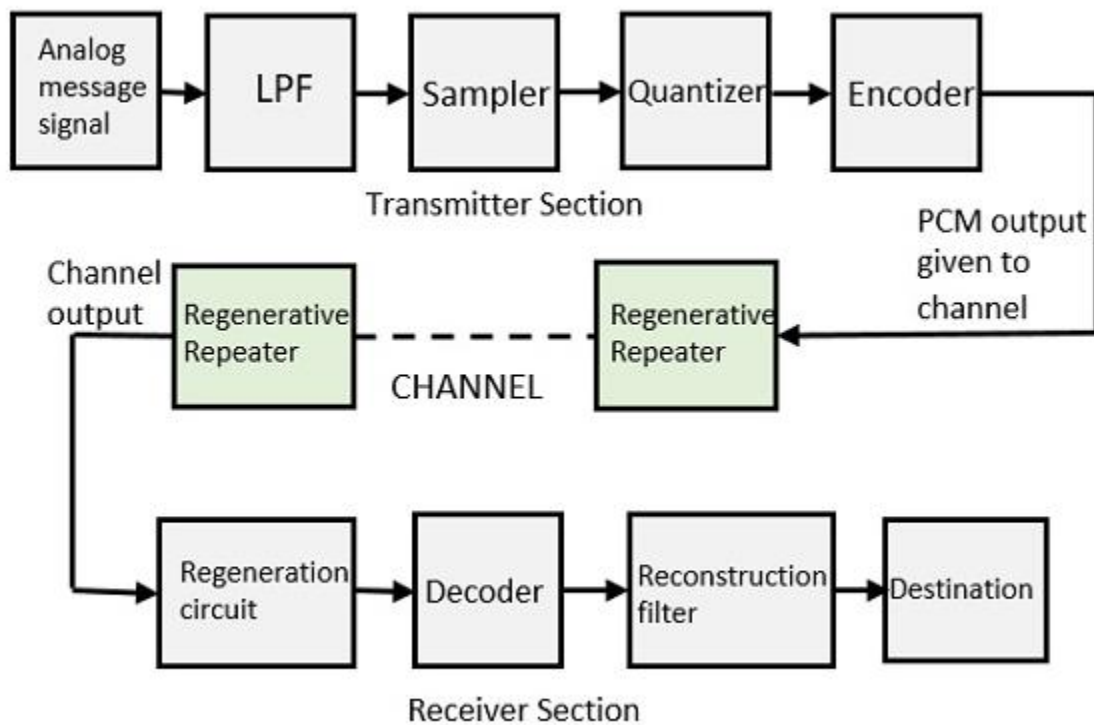 Analog
message
signal
LPF
Sampler
Quantizer
Encoder
Transmitter Section
PCM output
given to
channel
Channel
output
Regenerative
Repeater
CHANNEL
Regenerative
Repeater
Regeneration
circuit
Decoder
Reconstruction
filter
Destination
Receiver Section